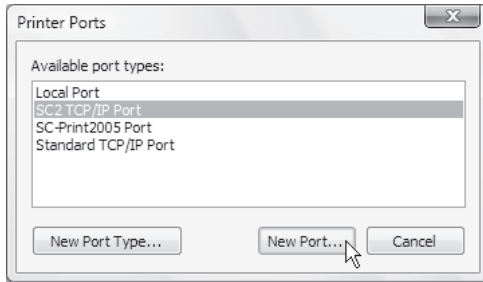 Printer Ports
Available port types:
Local Port
SC2 TCP/IP Port
SC-Print2005 Port
Standard TCP/IP Port
New Port Type...
New Port...
Cancel